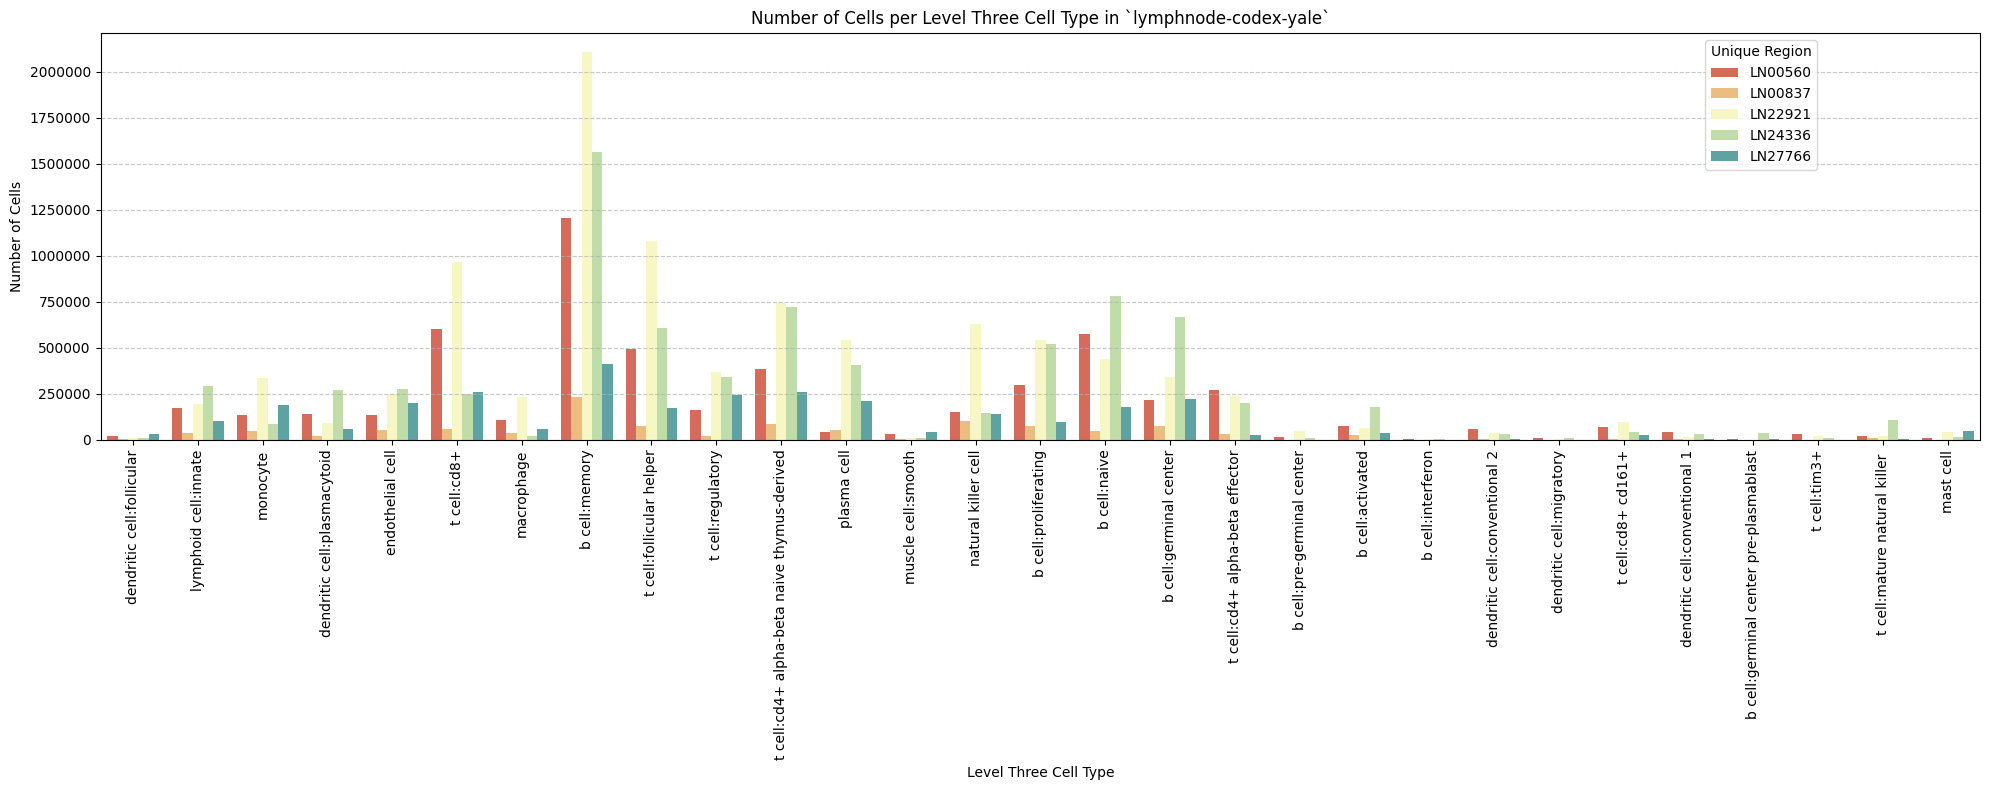 Number of Cells per Level Three Cell Type in `lymphnode-codex-yale`
Unique Region
LN00560
LN00837
LN22921
LN24336
LN27766
Number of Cells
2000000
1750000
1500000
1250000
1000000
750000
500000
250000
0
dendritic cell:follicular
lymphoid cell:innate
monocyte
dendritic cell:plasmacytoid
endothelial cell
t cell:cd8+
macrophage
b cell:memory
t cell:follicular helper
t cell:regulatory
t cell:cd4+ alpha-beta naive thymus-derived
plasma cell
muscle cell:smooth
natural killer cell
b cell:proliferating
b cell:naive
b cell:germinal center
t cell:cd4+ alpha-beta effector
b cell:pre-germinal center
b cell:activated
b cell:interferon
dendritic cell:conventional 2
dendritic cell:migratory
t cell:cd8+ cd161+
dendritic cell:conventional 1
b cell:germinal center pre-plasmablast
t cell:tim3+
t cell:mature natural killer
mast cell
Level Three Cell Type